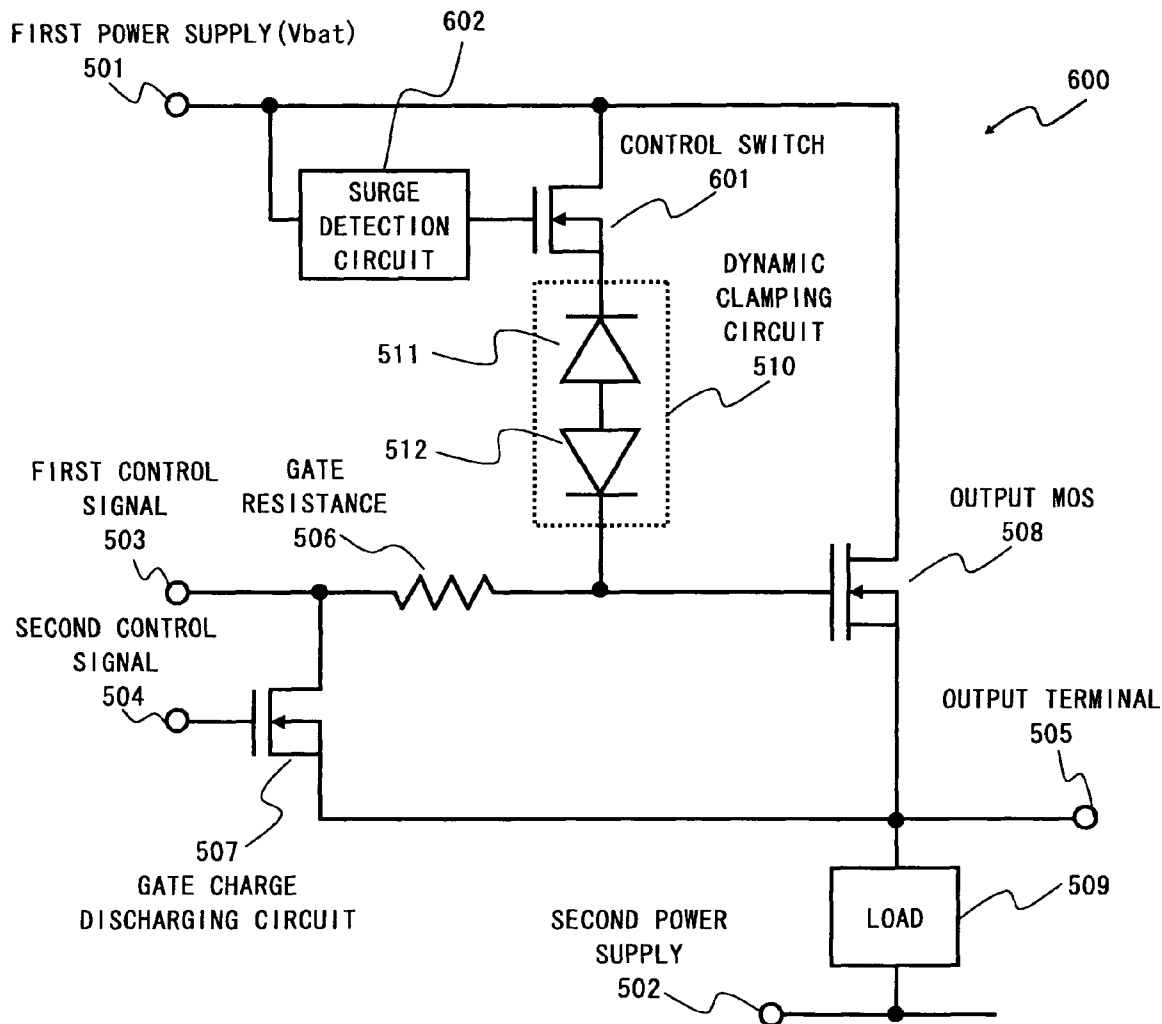 602
FIRST POWER SUPPLY(Vbat)
501
600
CONTROL SWITCH
601
SURGE
DETECTION
CIRCUIT
DYNAMIC
CLAMPING
CIRCUIT
510
511
512
FIRST CONTROL
SIGNAL
503
GATE
RESISTANCE
506
OUTPUT MOS
508
SECOND CONTROL
SIGNAL
504
OUTPUT TERMINAL
505
507
GATE CHARGE
DISCHARGING CIRCUIT
LOAD
509
SECOND POWER
SUPPLY
502